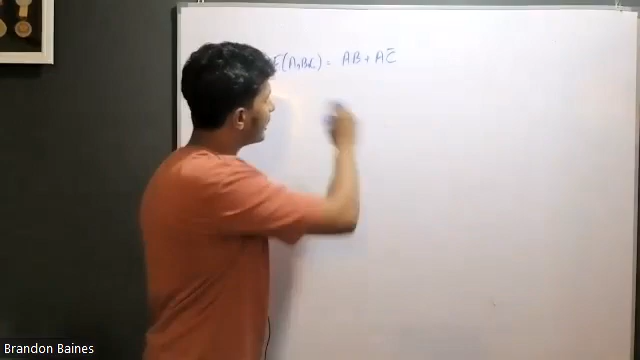 F(A,B,C) = AB + AC̅
Brandon Baines